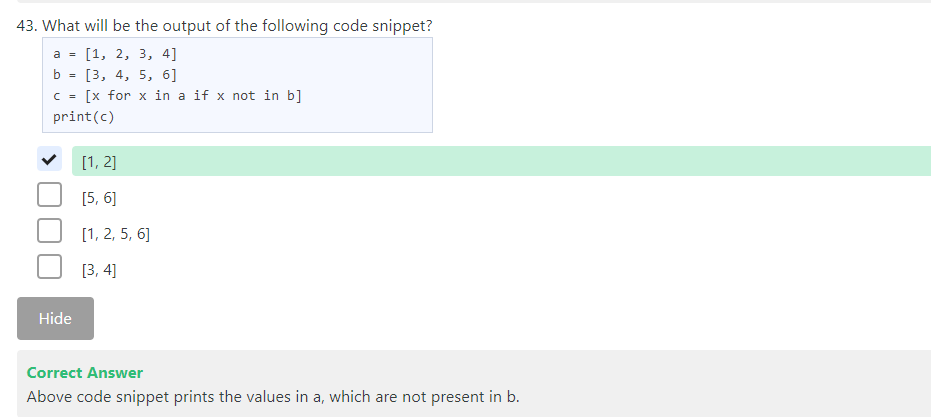 43. What will be the output of the following code snippet?
a = [1, 2, 3, 4]
b = [3, 4, 5, 6]
c = [x for x in a if x not in b]
print(c)
[1, 2]
[5, 6]
[1, 2, 5, 6]
[3, 4]
Hide
Correct Answer
Above code snippet prints the values in a, which are not present in b.